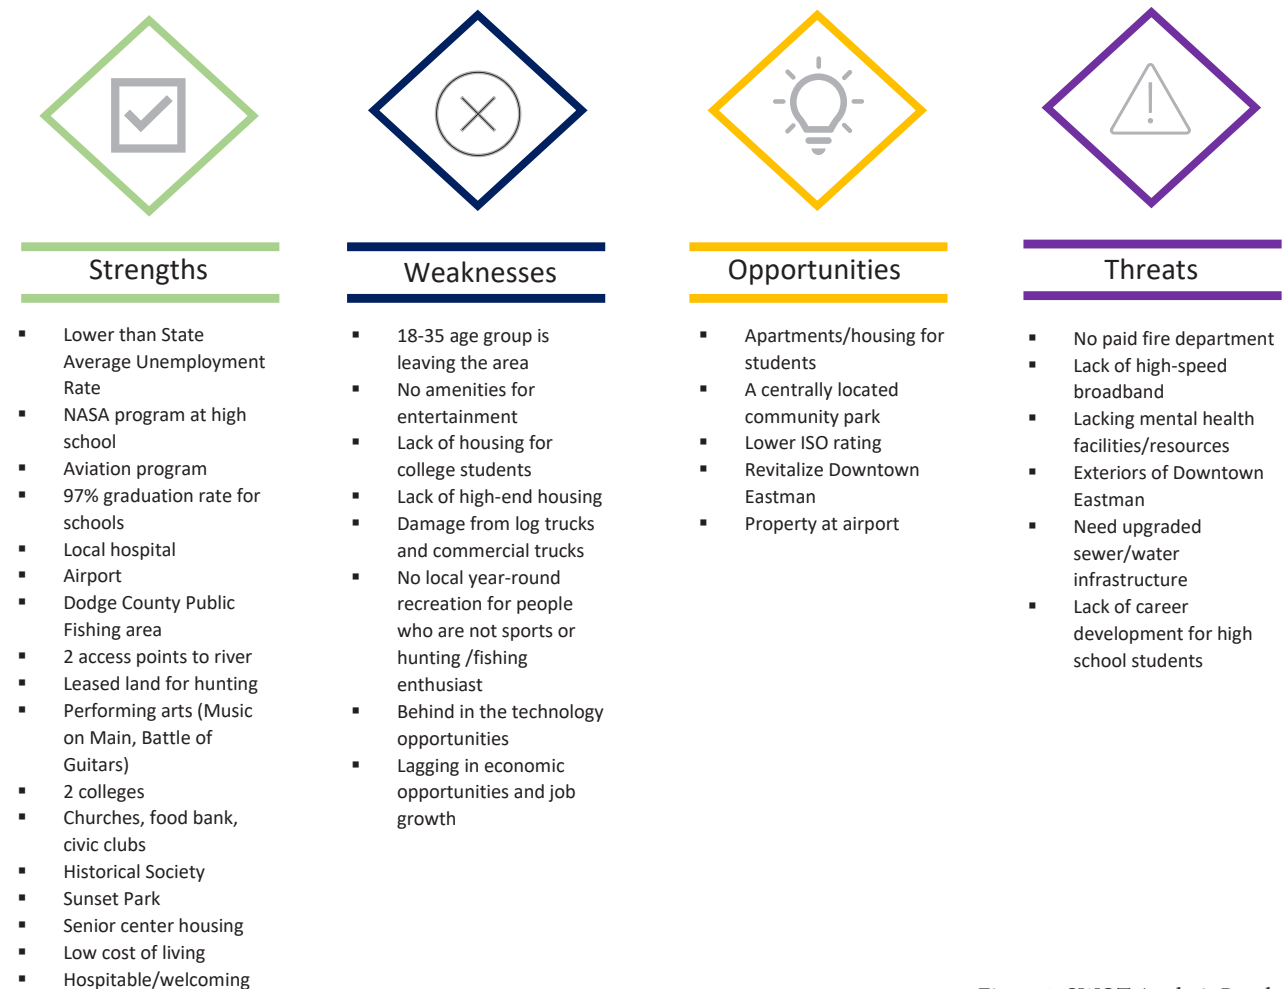 Strengths
▪ Lower than State
Average Unemployment
Rate
▪ NASA program at high
school
▪ Aviation program
▪ 97% graduation rate for
schools
▪ Local hospital
▪ Airport
▪ Dodge County Public
Fishing area
▪ 2 access points to river
▪ Leased land for hunting
▪ Performing arts (Music
on Main, Battle of
Guitars)
▪ 2 colleges
▪ Churches, food bank,
civic clubs
▪ Historical Society
▪ Sunset Park
▪ Senior center housing
▪ Low cost of living
▪ Hospitable/welcoming
Weaknesses
▪ 18-35 age group is
leaving the area
▪ No amenities for
entertainment
▪ Lack of housing for
college students
▪ Lack of high-end housing
▪ Damage from log trucks
and commercial trucks
▪ No local year-round
recreation for people
who are not sports or
hunting /fishing
enthusiast
▪ Behind in the technology
opportunities
▪ Lagging in economic
opportunities and job
growth
Opportunities
▪ Apartments/housing for
students
▪ A centrally located
community park
▪ Lower ISO rating
▪ Revitalize Downtown
Eastman
▪ Property at airport
Threats
▪ No paid fire department
▪ Lack of high-speed
broadband
▪ Lacking mental health
facilities/resources
▪ Exteriors of Downtown
Eastman
▪ Need upgraded
sewer/water
infrastructure
▪ Lack of career
development for high
school students